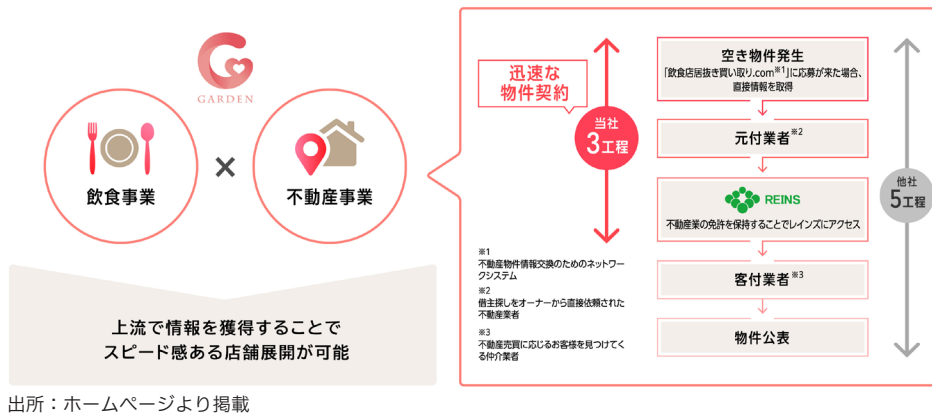 GARDEN
飲食事業
×
不動産事業
上流で情報を獲得することで
スピード感ある店舗展開が可能
迅速な
物件契約
当社
3工程
※1
不動産物件情報交換のためのネットワー
クシステム
※2
借主探しをオーナーから直接依頼された
不動産業者
※3
不動産売買に応じるお客様を見つけてく
る仲介業者
空き物件発生
「飲食店居抜き買い取り.com※1」に応募が来た場合、
直接情報を取得
元付業者※2
REINS
不動産業の免許を保持することでレインズにアクセス
客付業者※3
物件公表
他社
5工程
出所：ホームページより掲載